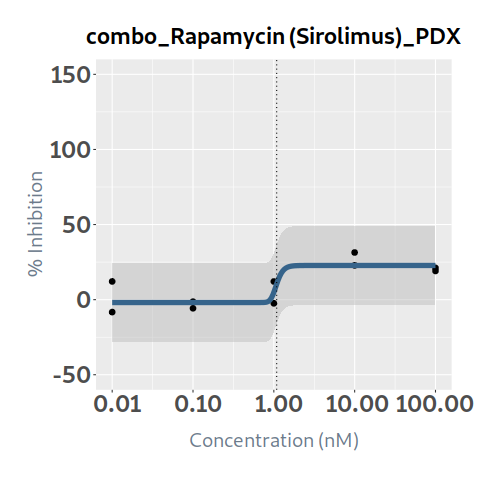 combo_Rapamycin (Sirolimus)_PDX
% Inhibition
150
100
50
0
-50
0.01 0.10 1.00 10.00 100.00
Concentration (nM)